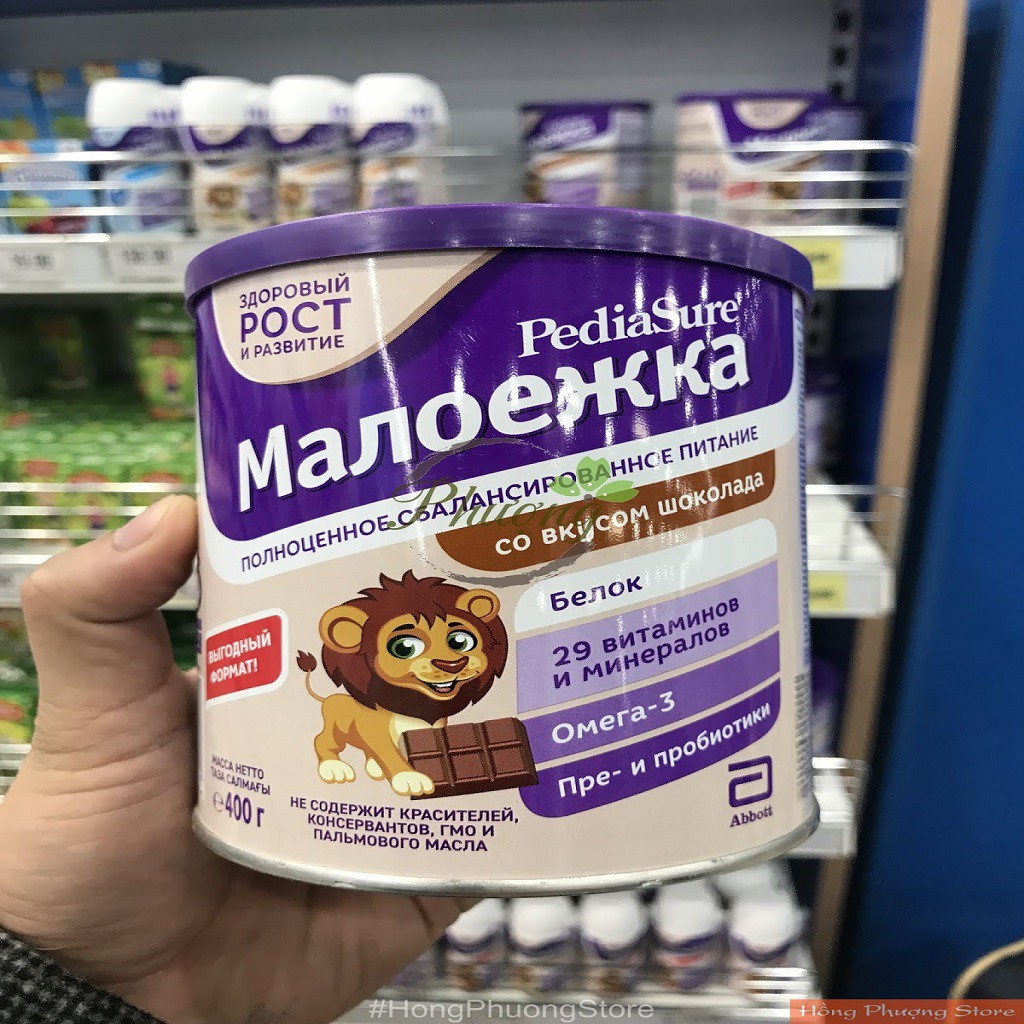 ЗДОРОВЫЙ
РОСТ
И РАЗВИТИЕ
PediaSure
Малоежка
ПОЛНОЦЕННОЕ СБАЛАНСИРОВАННОЕ ПИТАНИЕ
СО ВКУСОМ ШОКОЛАДА
Phượng
Белок
29 витаминов
и минералов
Омега-3
Пре- и пробиотики
ВЫГОДНЫЙ
ФОРМАТ!
МАССА НЕТТО
ТАЗА САЛМАҒЫ
℮400 г
НЕ СОДЕРЖИТ КРАСИТЕЛЕЙ,
КОНСЕРВАНТОВ, ГМО И
ПАЛЬМОВОГО МАСЛА
Abbott
#HongPhuongStore
Hồng Phượng Store